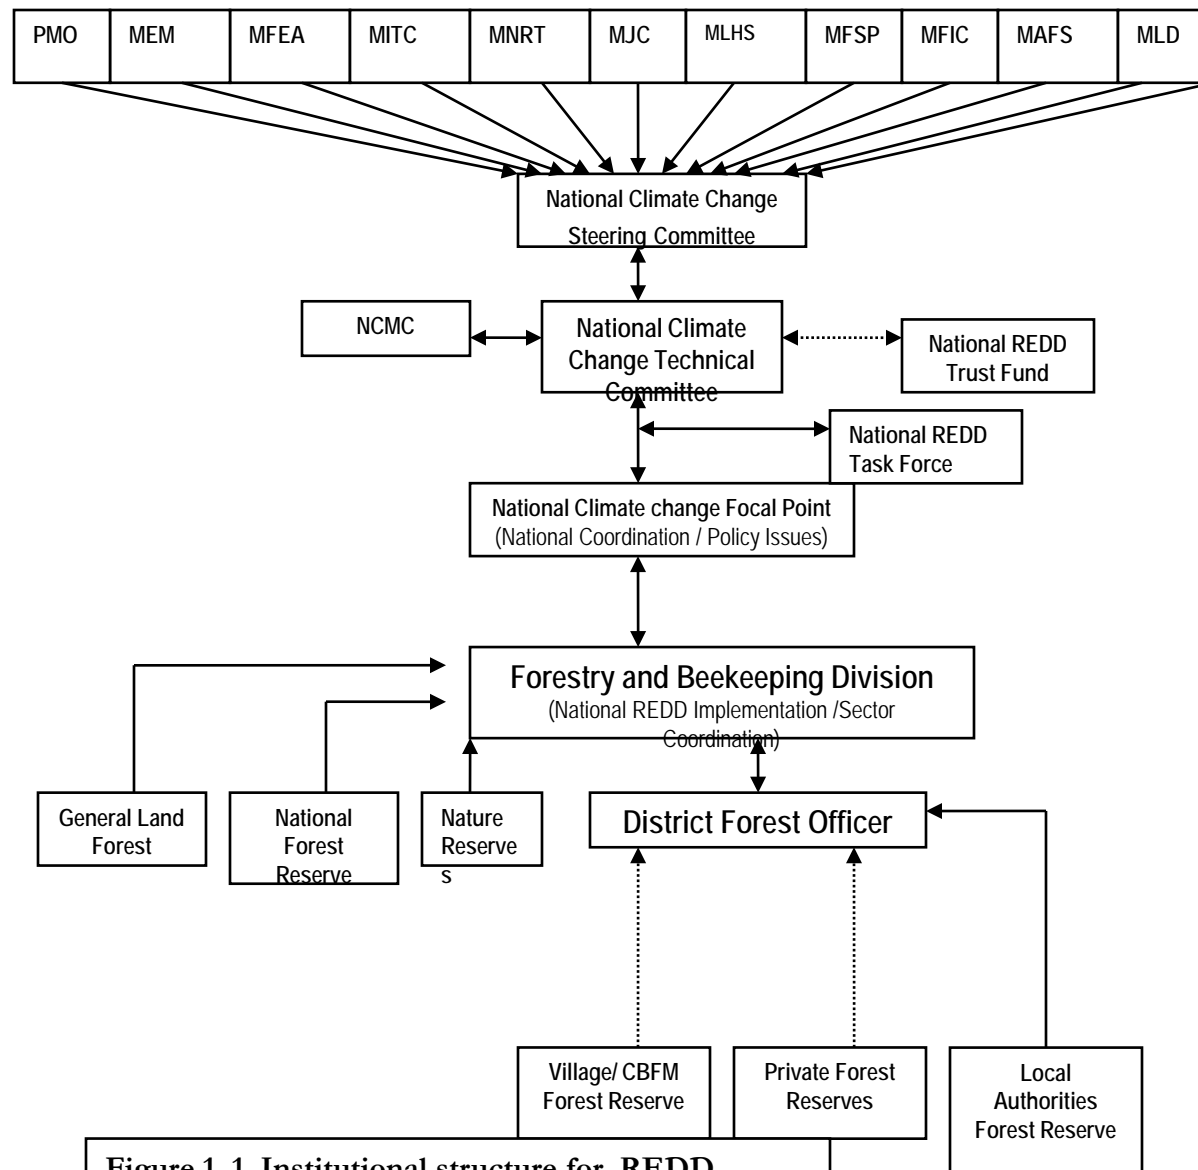 PMO MEM MFEA MITC MNRT MJC MLHS MFSP MFIC MAFS MLD
National Climate Change
Steering Committee
NCMC
National Climate
Change Technical
Committee
National REDD
Trust Fund
National REDD
Task Force
National Climate change Focal Point
(National Coordination / Policy Issues)
Forestry and Beekeeping Division
(National REDD Implementation /Sector
Coordination)
General Land
Forest
National
Forest
Reserve
Nature
Reserve
s
District Forest Officer
Village/ CBFM
Forest Reserve
Private Forest
Reserves
Local
Authorities
Forest Reserve
Figure 1.1 Institutional structure for REDD